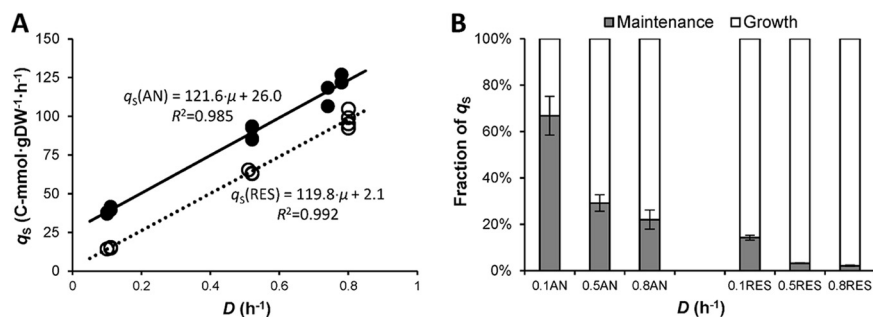 A
150
125
100
75
50
25
0
qS (C-mmol·gDW⁻¹·h⁻¹)
qS(AN) = 121.6·μ + 26.0
R²=0.985
qS(RES) = 119.8·μ + 2.1
R²=0.992
0 0.2 0.4 0.6 0.8 1
D (h⁻¹)
B
Maintenance Growth
100%
80%
60%
40%
20%
0%
Fraction of qS
0.1AN 0.5AN 0.8AN 0.1RES 0.5RES 0.8RES
D (h⁻¹)